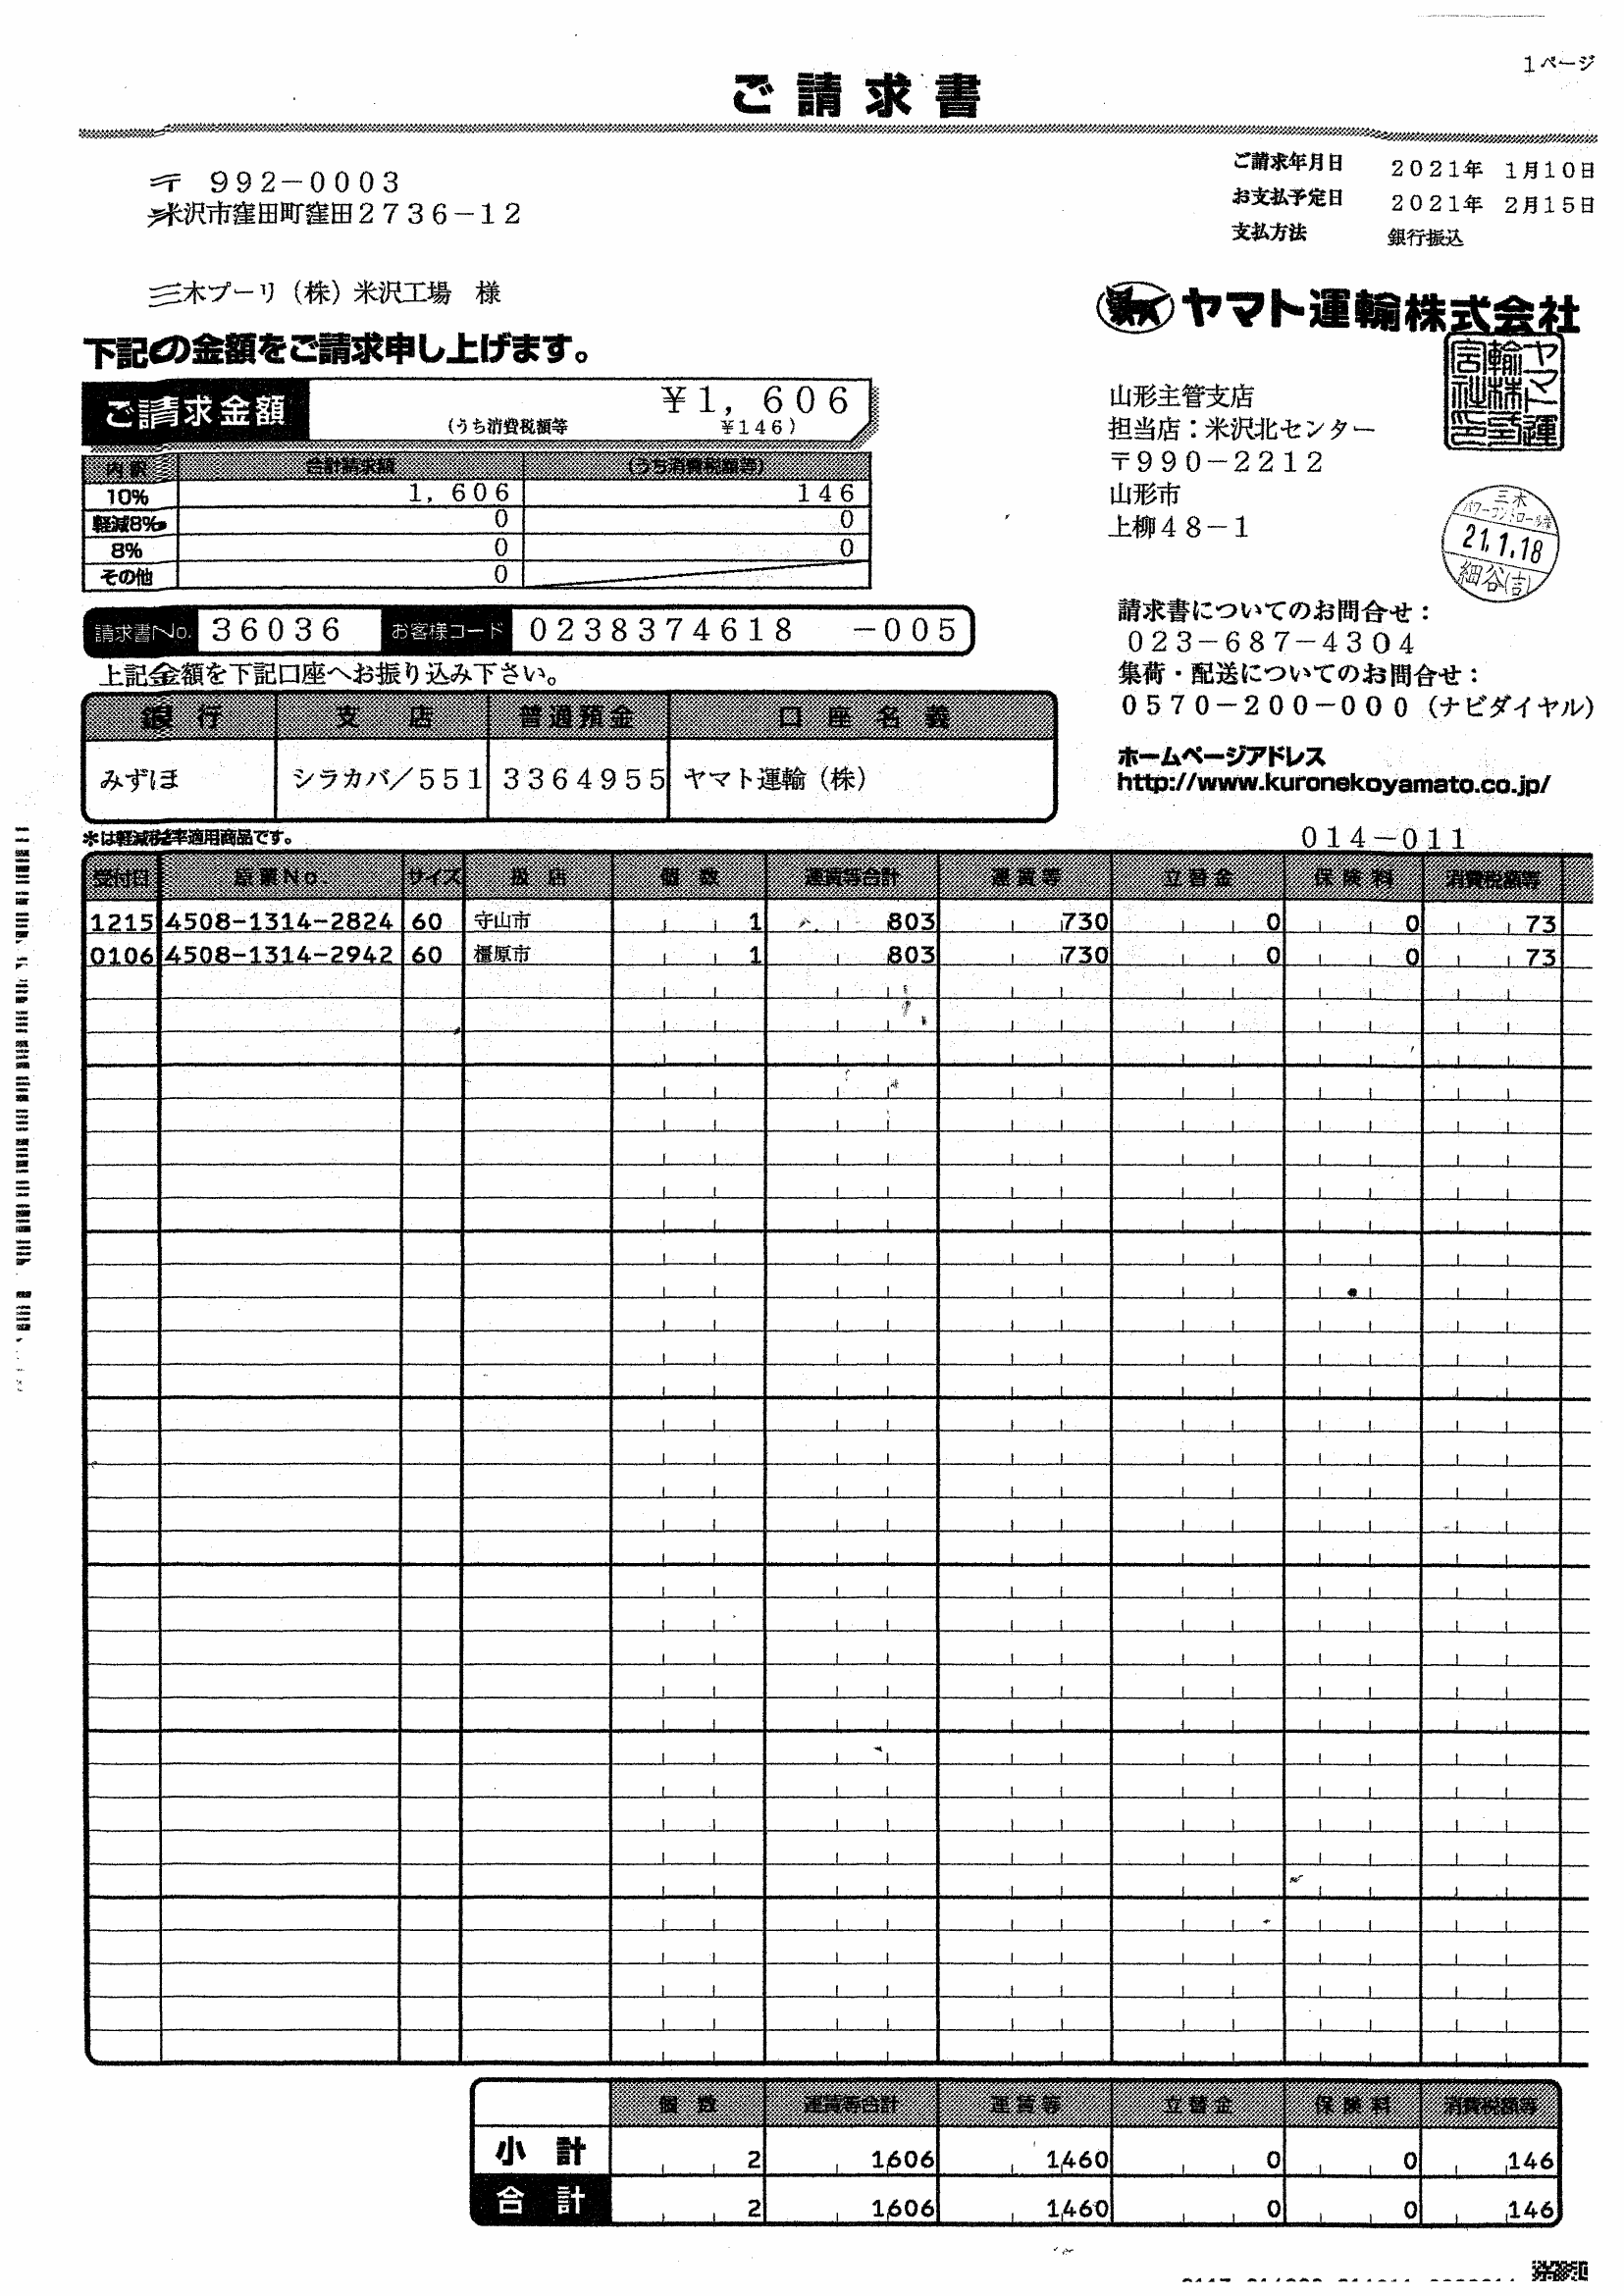 1ページ
ご請求書
ご請求年月日 2021年 1月10日
お支払予定日 2021年 2月15日
支払方法 銀行振込
〒 992-0003
米沢市窪田町窪田2736-12
三木プーリ(株)米沢工場 様
下記の金額をご請求申し上げます。
ヤマト運輸株式会社
ご請求金額 ¥1,606
(うち消費税額等 ¥146)
内訳 合計請求額 (うち消費税額等)
10% 1,606 146
軽減8%* 0 0
8% 0 0
その他 0
山形主管支店
担当店:米沢北センター
〒990-2212
山形市
上柳48-1
三木
パワーコントロール
21.1.18
細谷(吉)
請求書No. 36036 お客様コード 0238374618 -005
上記金額を下記口座へお振り込み下さい。
請求書についてのお問合せ:
023-687-4304
集荷・配送についてのお問合せ:
0570-200-000(ナビダイヤル)
銀行 支店 普通預金 口座名義
みずほ シラカバ/551 3364955 ヤマト運輸(株)
ホームページアドレス
http://www.kuronekoyamato.co.jp/
*は軽減税率適用商品です。
014-011
受付日 原票No. サイズ 扱店 個数 運賃等合計 運賃等 立替金 保険料 消費税額等
1215 4508-1314-2824 60 守山市 1 803 730 0 0 73
0106 4508-1314-2942 60 橿原市 1 803 730 0 0 73
個数 運賃等合計 運賃等 立替金 保険料 消費税額等
小計 2 1606 1460 0 0 146
合計 2 1606 1460 0 0 146